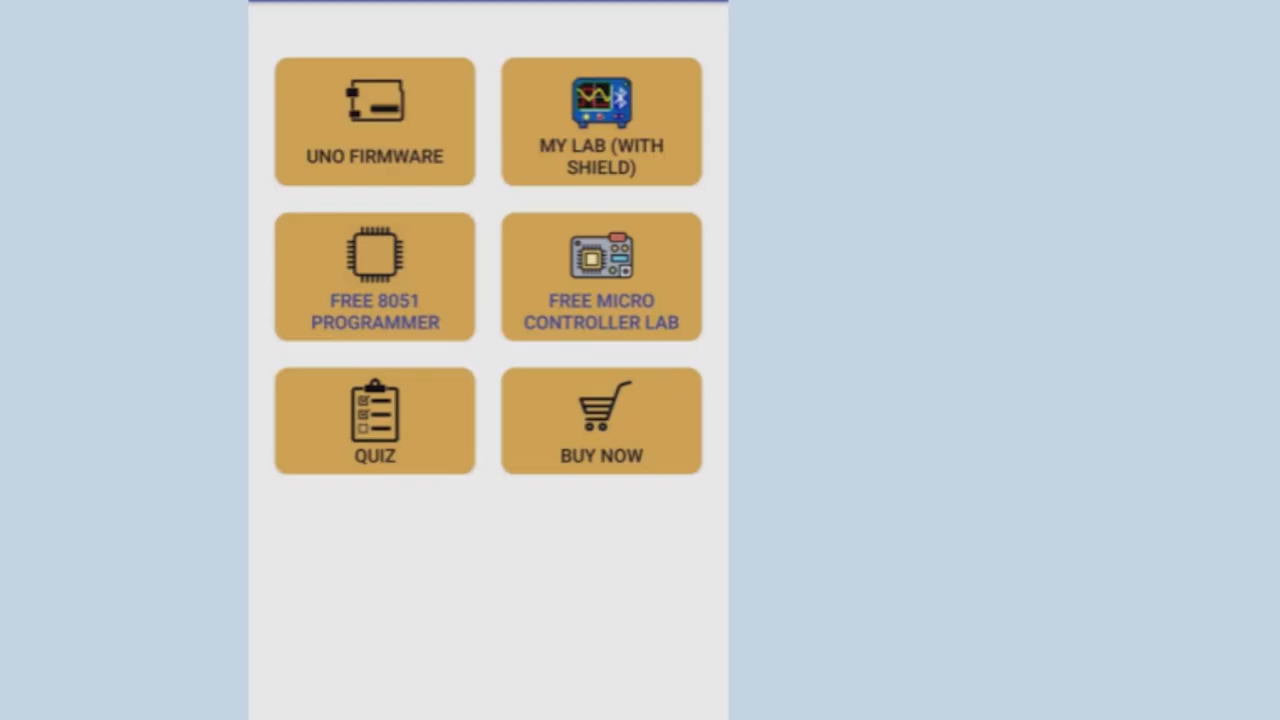 UNO FIRMWARE
MY LAB (WITH
SHIELD)
FREE 8051
PROGRAMMER
FREE MICRO
CONTROLLER LAB
QUIZ
BUY NOW